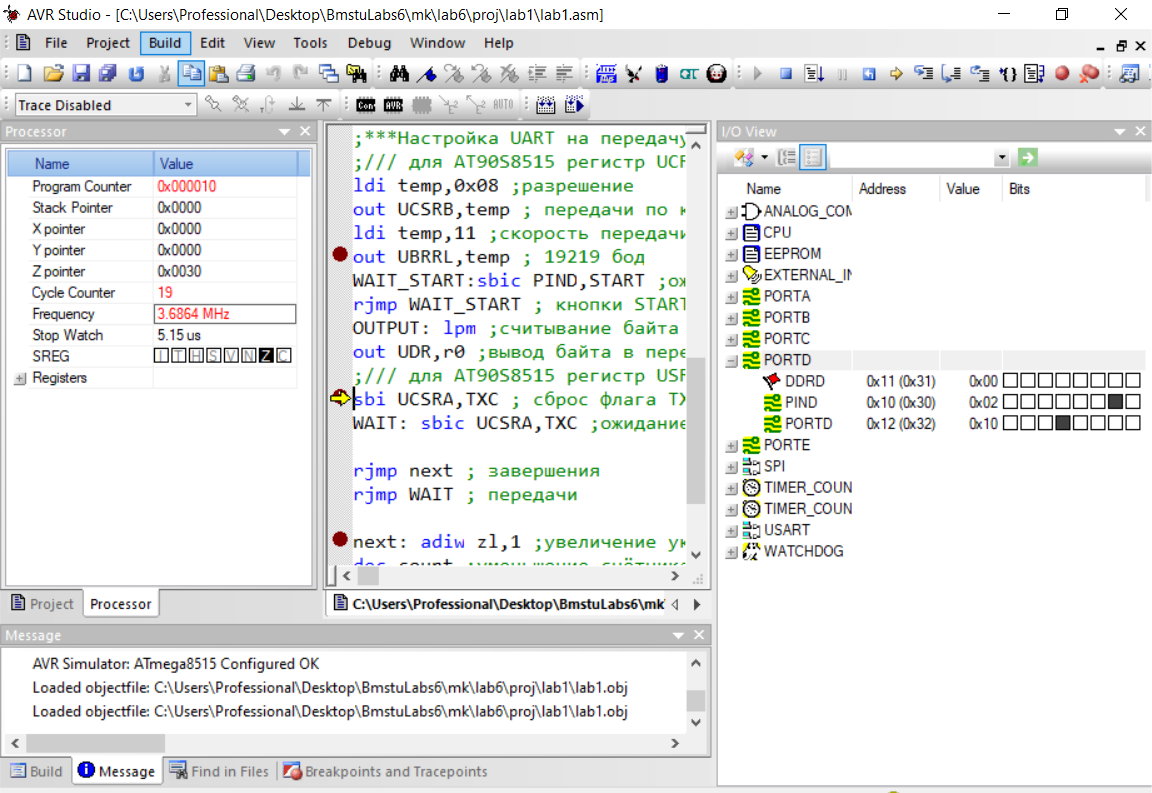 AVR Studio - [C:\Users\Professional\Desktop\BmstuLabs6\mk\lab6\proj\lab1\lab1.asm]
File Project Build Edit View Tools Debug Window Help
Trace Disabled
Con AVR AUTO
Processor
Name Value
Program Counter 0x000010
Stack Pointer 0x0000
X pointer 0x0000
Y pointer 0x0000
Z pointer 0x0030
Cycle Counter 19
Frequency 3.6864 MHz
Stop Watch 5.15 us
SREG I T H S V N Z C
Registers
Project Processor
;***Настройка UART на передачу
;/// для AT90S8515 регистр UCR
ldi temp,0x08 ;разрешение
out UCSRB,temp ; передачи по к
ldi temp,11 ;скорость передачи
out UBRRL,temp ; 19219 бод
WAIT_START:sbic PIND,START ;ож
rjmp WAIT_START ; кнопки START
OUTPUT: lpm ;считывание байта
out UDR,r0 ;вывод байта в пере
;/// для AT90S8515 регистр USR
sbi UCSRA,TXC ; сброс флага TX
WAIT: sbic UCSRA,TXC ;ожидание
rjmp next ; завершения
rjmp WAIT ; передачи
next: adiw zl,1 ;увеличение ук
dec count ;уменьшение счётчика
C:\Users\Professional\Desktop\BmstuLabs6\mk
I/O View
Name Address Value Bits
ANALOG_COM
CPU
EEPROM
EXTERNAL_IN
PORTA
PORTB
PORTC
PORTD
DDRD 0x11 (0x31) 0x00
PIND 0x10 (0x30) 0x02
PORTD 0x12 (0x32) 0x10
PORTE
SPI
TIMER_COUN
TIMER_COUN
USART
WATCHDOG
Message
AVR Simulator: ATmega8515 Configured OK
Loaded objectfile: C:\Users\Professional\Desktop\BmstuLabs6\mk\lab6\proj\lab1\lab1.obj
Loaded objectfile: C:\Users\Professional\Desktop\BmstuLabs6\mk\lab6\proj\lab1\lab1.obj
Build Message Find in Files Breakpoints and Tracepoints